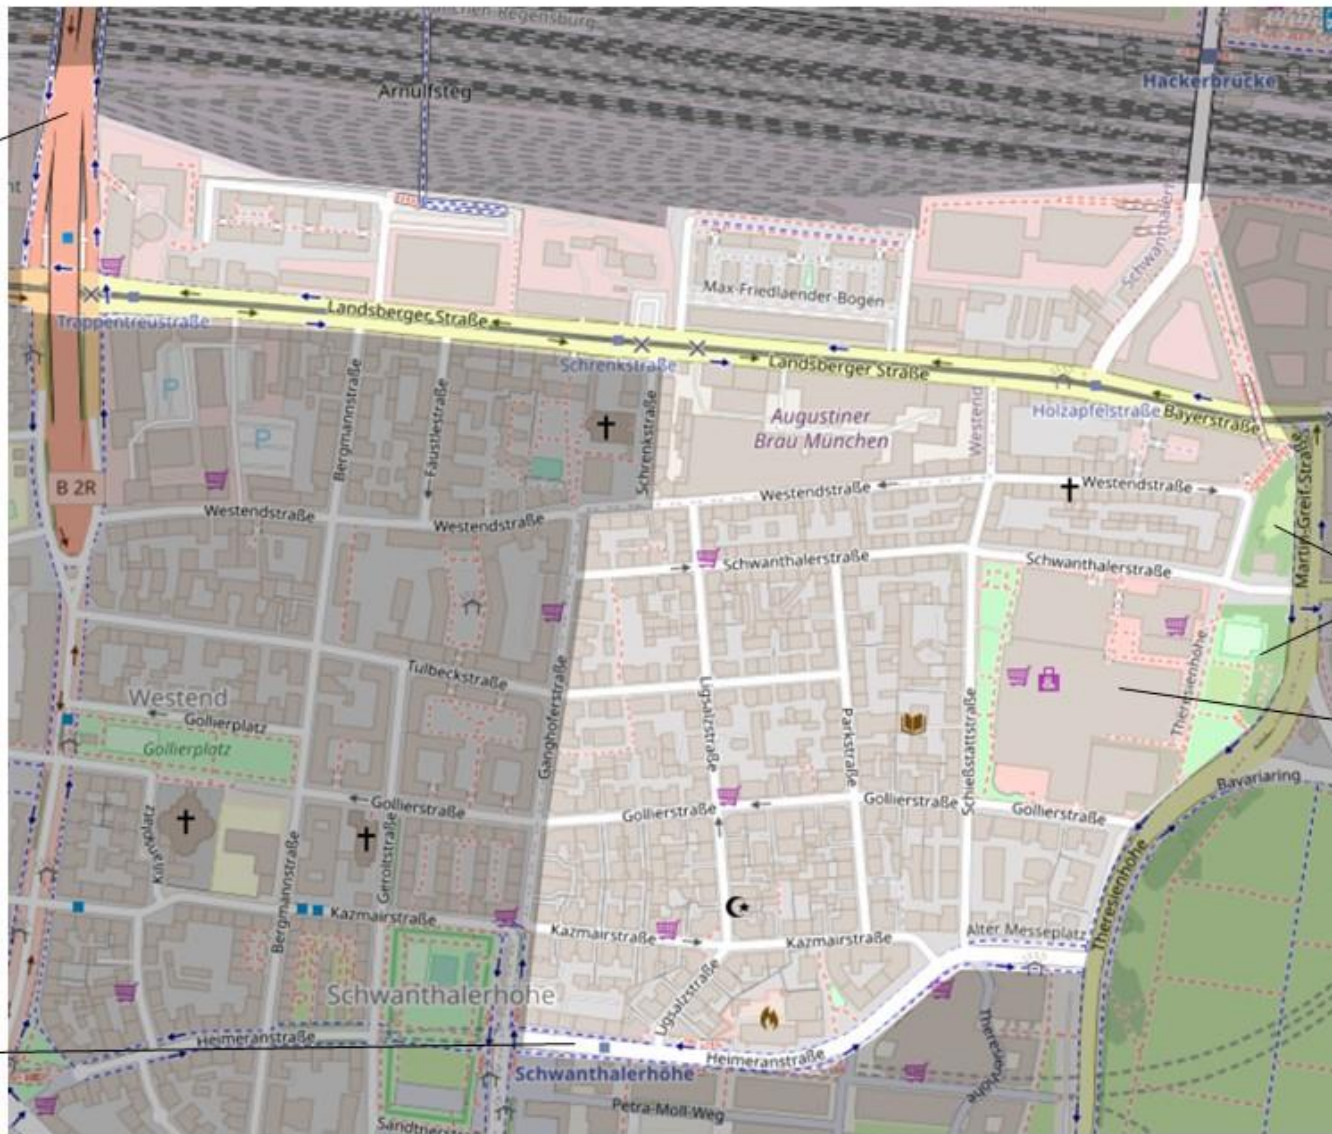 Hackerbrücke
Arnulfsteg
Max-Friedlaender-Bogen
Landsberger Straße
Trappentreustraße
Schrenkstraße
Landsberger Straße
Holzapfelstraße
Bayerstraße
Augustiner
Bräu München
Westend
Bergmannstraße
Faustlestraße
Schrenkstraße
P
P
B 2R
Westendstraße
Westendstraße
Westendstraße
Westendstraße
Martin-Greif-Straße
Schwanthalerstraße
Schwanthalerstraße
Tulbeckstraße
Westend
Gollierplatz
Gollierplatz
Ganghoferstraße
Ligsalzstraße
Parkstraße
Schießstättstraße
Theresienhöhe
Bavariaring
Gollierstraße
Gollierstraße
Gollierstraße
Gollierstraße
Kiliansplatz
Geroltstraße
Bergmannstraße
Kazmairstraße
Kazmairstraße
Kazmairstraße
Alter Messeplatz
Theresienhöhe
Schwanthalerhöhe
Ligsalzstraße
Heimeranstraße
Heimeranstraße
Schwanthalerhöhe
Theresienhöhe
Petra-Moll-Weg